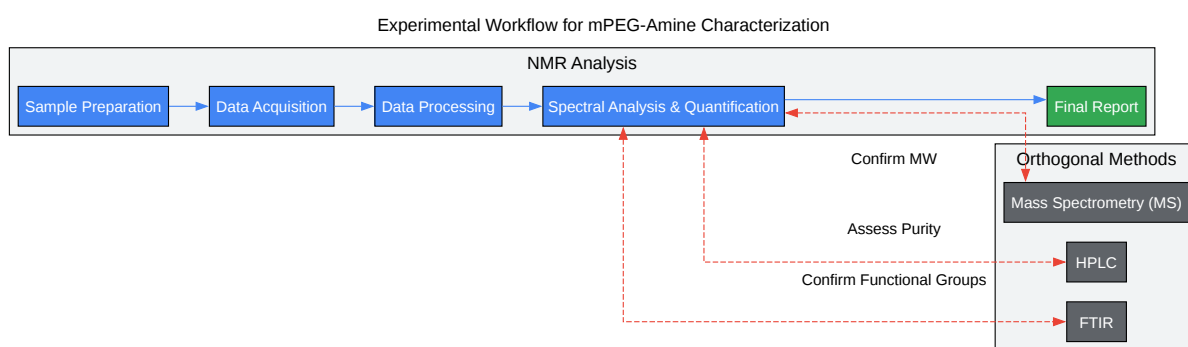 Experimental Workflow for mPEG-Amine Characterization
NMR Analysis
Sample Preparation
Data Acquisition
Data Processing
Spectral Analysis & Quantification
Final Report
Confirm MW
Orthogonal Methods
Mass Spectrometry (MS)
Assess Purity
HPLC
Confirm Functional Groups
FTIR